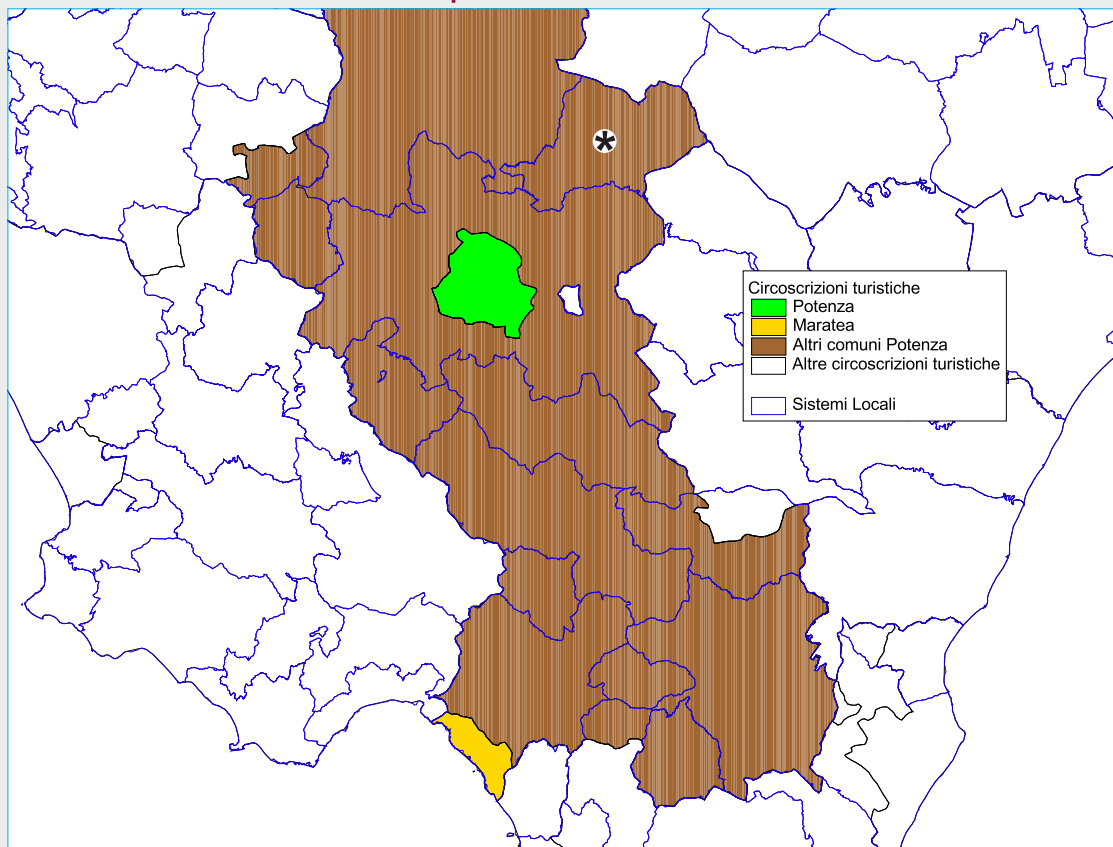 Circoscrizioni turistiche
Potenza
Maratea
Altri comuni Potenza
Altre circoscrizioni turistiche
Sistemi Locali
*